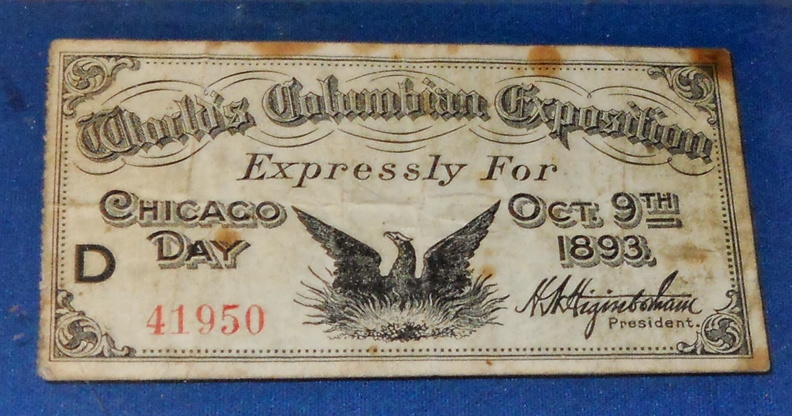 World's Columbian Exposition
Expressly For
CHICAGO DAY
OCT. 9TH 1893.
D
41950
H.N. Higinbotham
President.